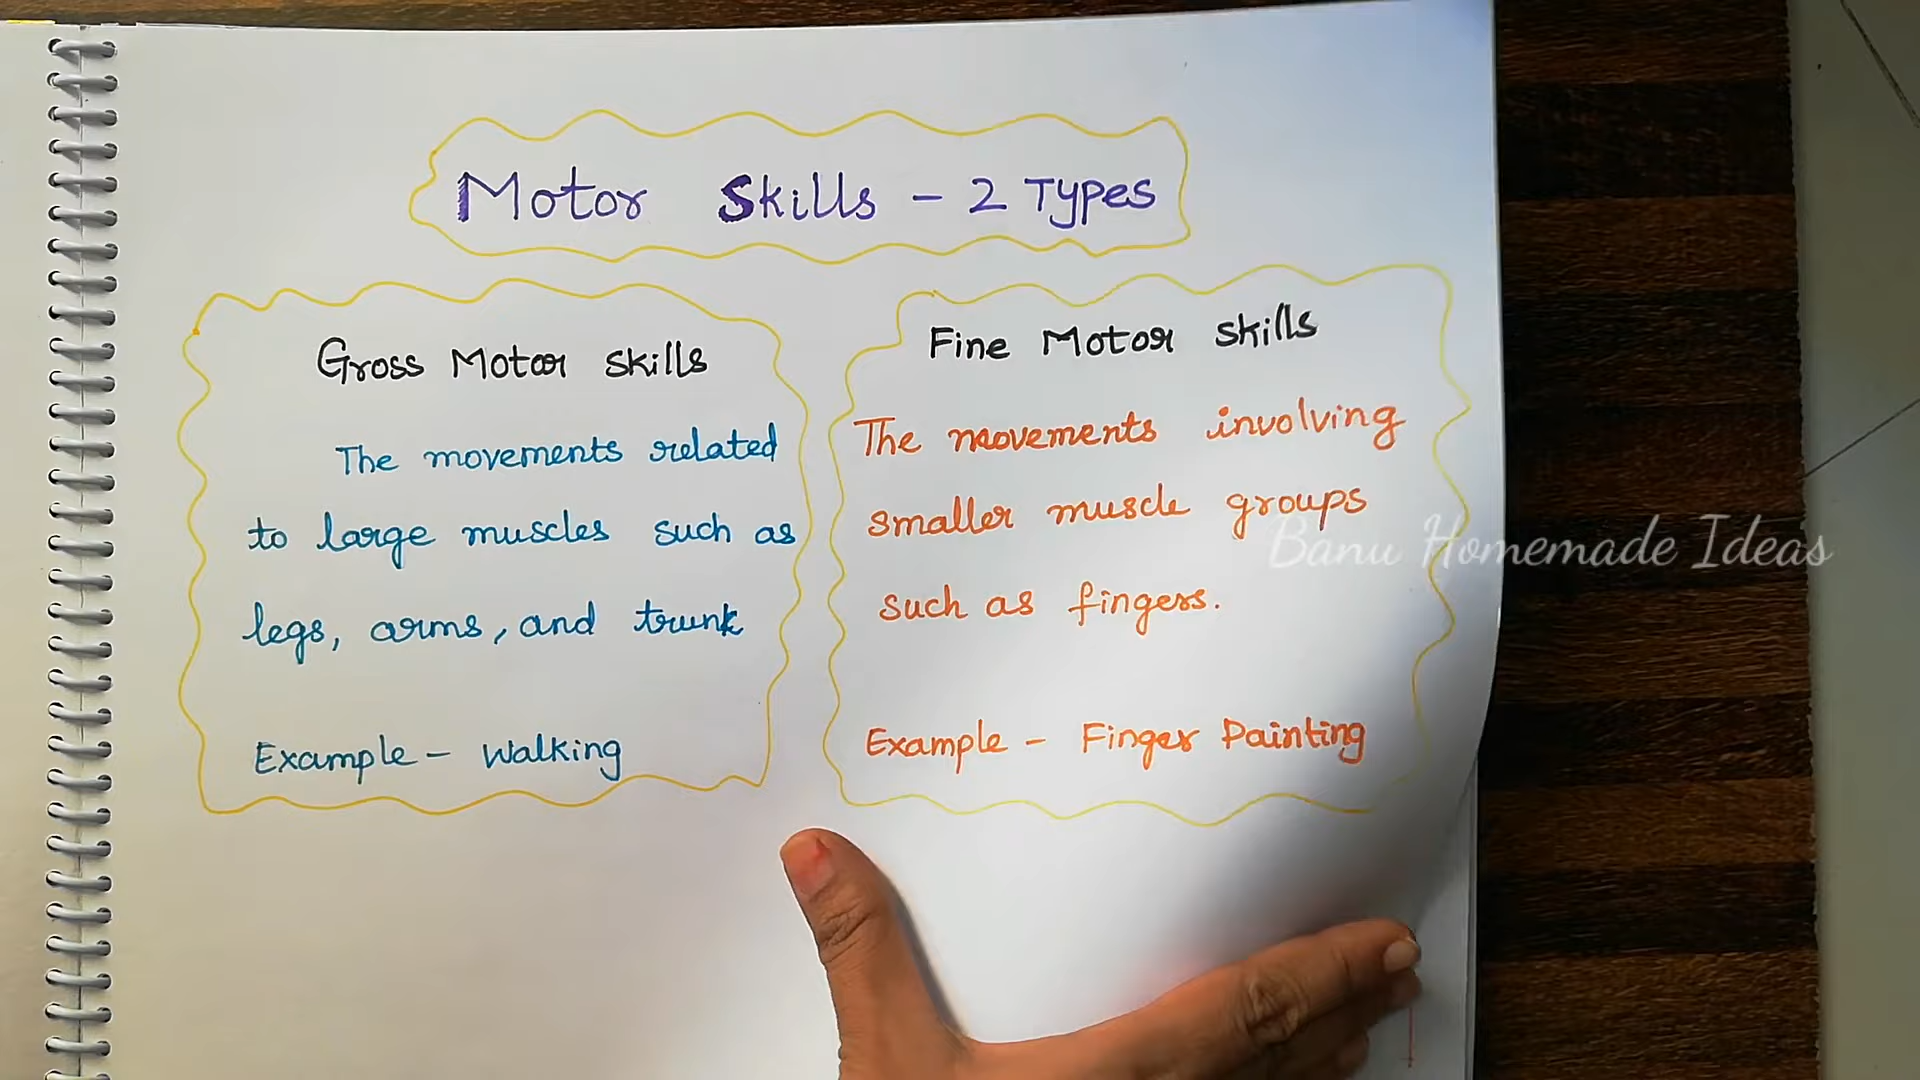 Motor Skills - 2 Types
Gross Motor Skills
The movements related
to large muscles such as
legs, arms, and trunk
Example - Walking
Fine Motor Skills
The movements involving
smaller muscle groups
such as fingers.
Example - Finger Painting
Banu Homemade Ideas